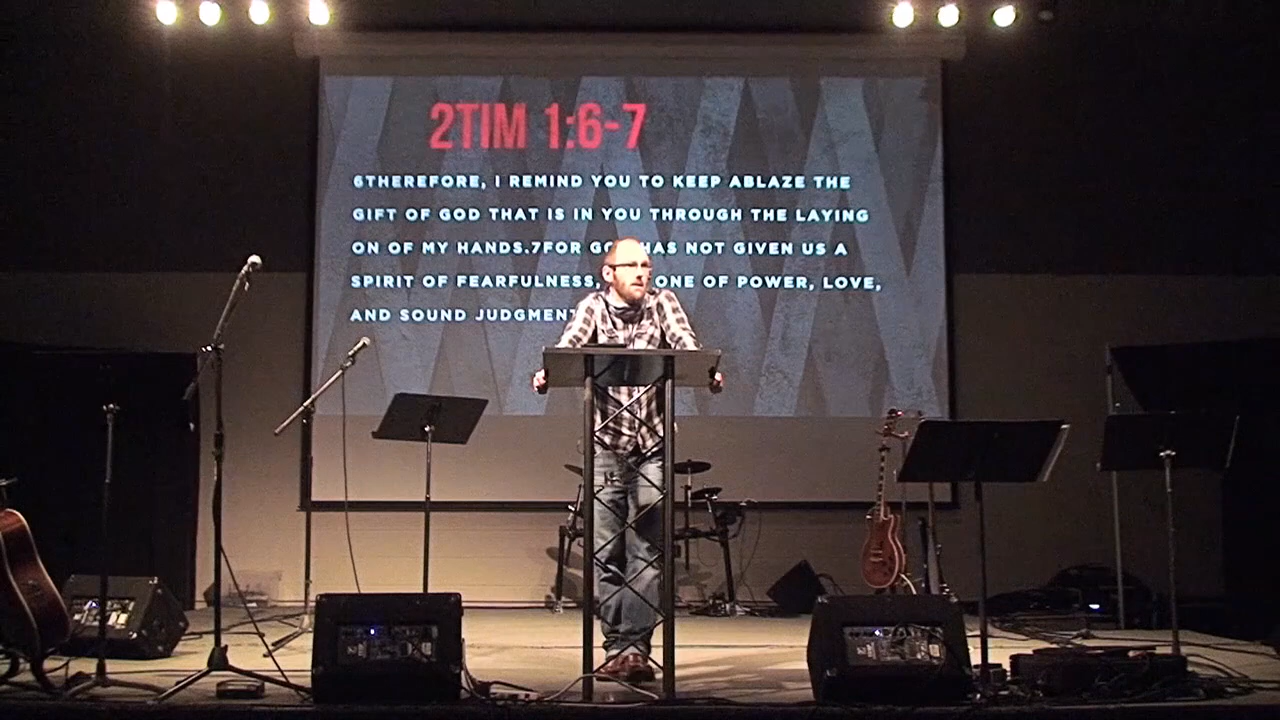 2TIM 1:6-7
6THEREFORE, I REMIND YOU TO KEEP ABLAZE THE
GIFT OF GOD THAT IS IN YOU THROUGH THE LAYING
ON OF MY HANDS.7FOR HAS NOT GIVEN US A
SPIRIT OF FEARFULNESS, ONE OF POWER, LOVE,
AND SOUND JUDGMENT